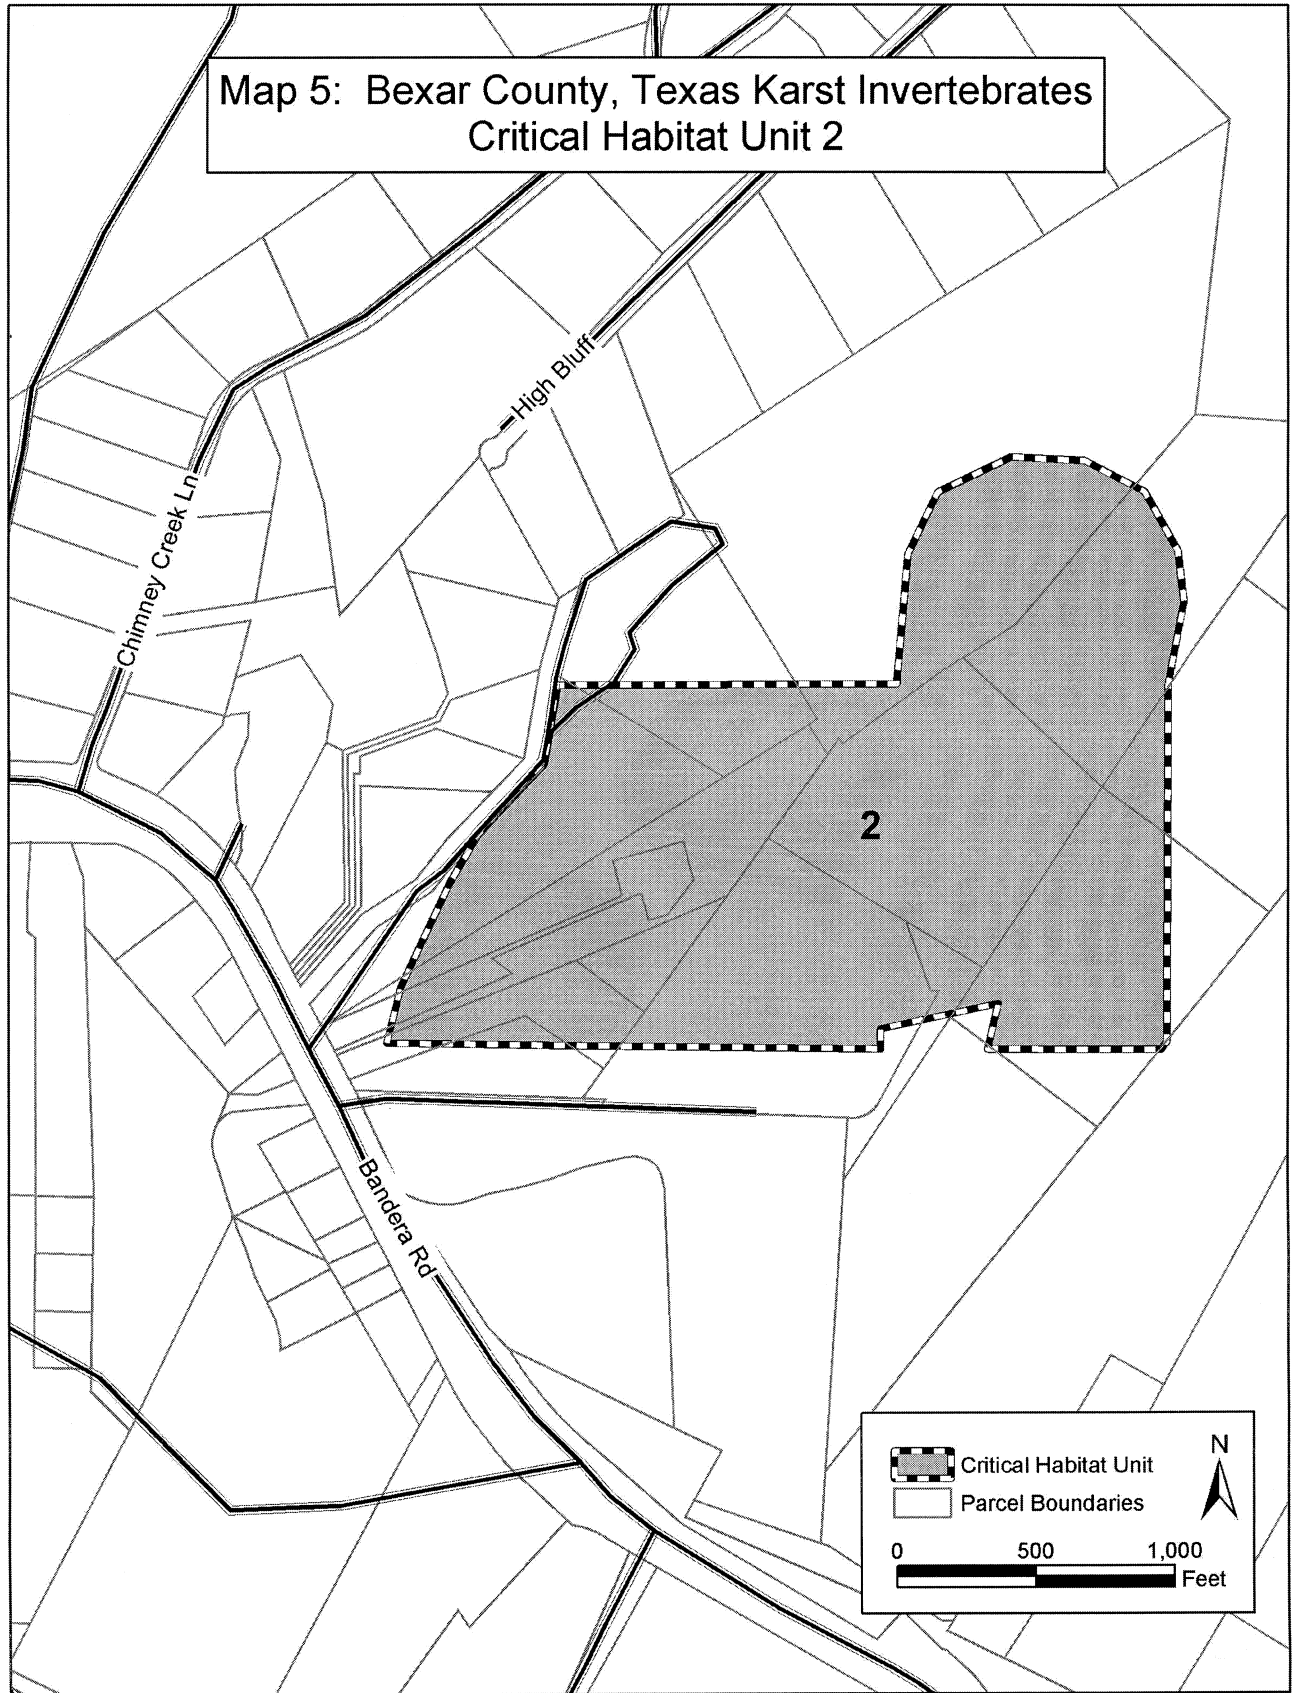 Map 5: Bexar County, Texas Karst Invertebrates
Critical Habitat Unit 2
High Bluff
Chimney Creek Ln
2
Bandera Rd
Critical Habitat Unit
Parcel Boundaries
N
0 500 1,000
Feet